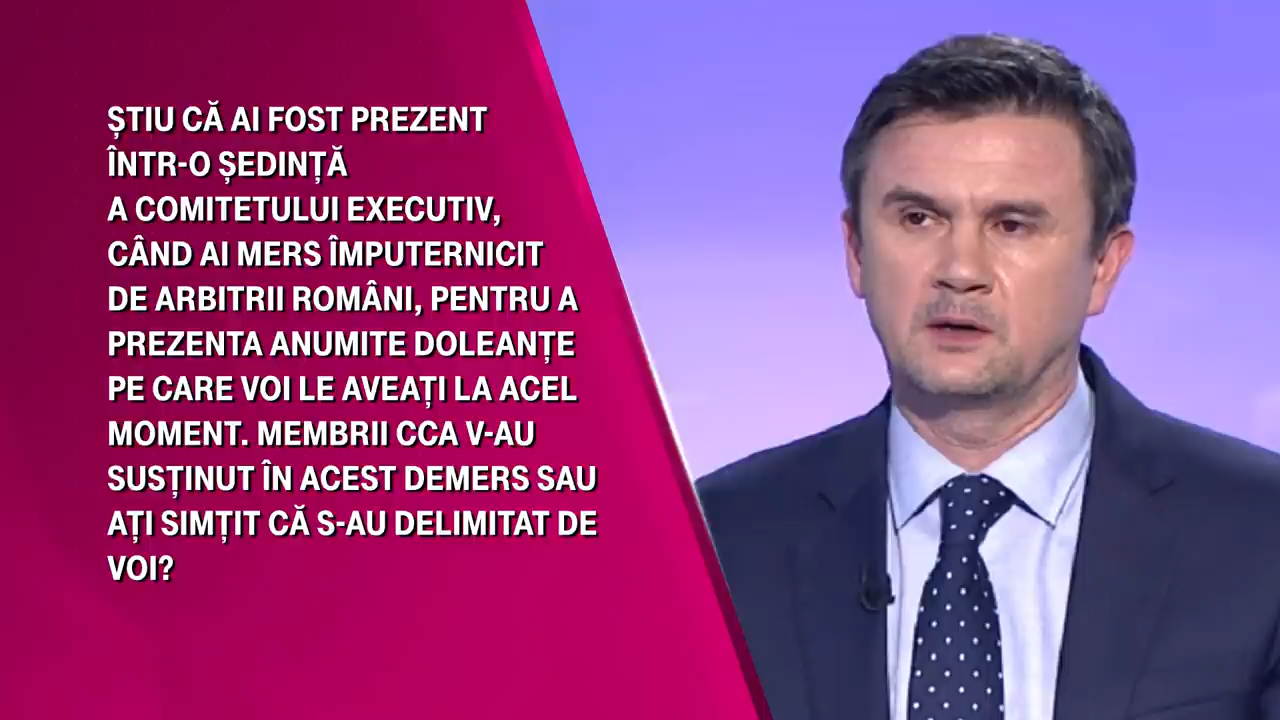 ȘTIU CĂ AI FOST PREZENT
ÎNTR-O ȘEDINȚĂ
A COMITETULUI EXECUTIV,
CÂND AI MERS ÎMPUTERNICIT
DE ARBITRII ROMÂNI, PENTRU A
PREZENTA ANUMITE DOLEANȚE
PE CARE VOI LE AVEAȚI LA ACEL
MOMENT. MEMBRII CCA V-AU
SUSȚINUT ÎN ACEST DEMERS SAU
AȚI SIMȚIT CĂ S-AU DELIMITAT DE
VOI?